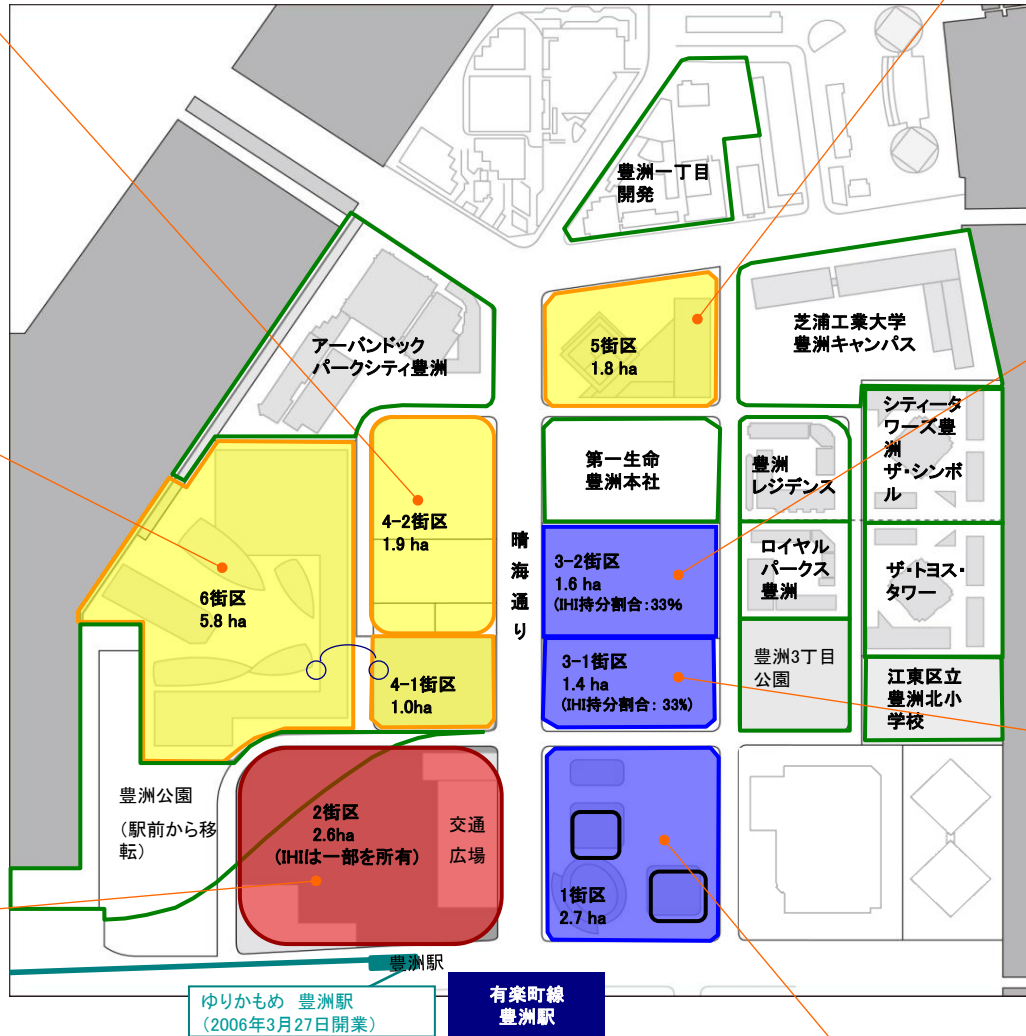 豊洲一丁目
開発
アーバンドック
パークシティ豊洲
5街区
1.8 ha
芝浦工業大学
豊洲キャンパス
シティータ
ワーズ豊
洲
ザ・シンボ
ル
第一生命
豊洲本社
豊洲
レジデンス
4-2街区
1.9 ha
晴
海
通
り
3-2街区
1.6 ha
(IHI持分割合:33%
ロイヤル
パークス
豊洲
ザ・トヨス・
タワー
6街区
5.8 ha
4-1街区
1.0ha
3-1街区
1.4 ha
(IHI持分割合: 33%)
豊洲3丁目
公園
江東区立
豊洲北小
学校
豊洲公園
(駅前から移
転)
2街区
2.6ha
(IHIは一部を所有)
交通
広場
1街区
2.7 ha
豊洲駅
ゆりかもめ 豊洲駅
(2006年3月27日開業)
有楽町線
豊洲駅